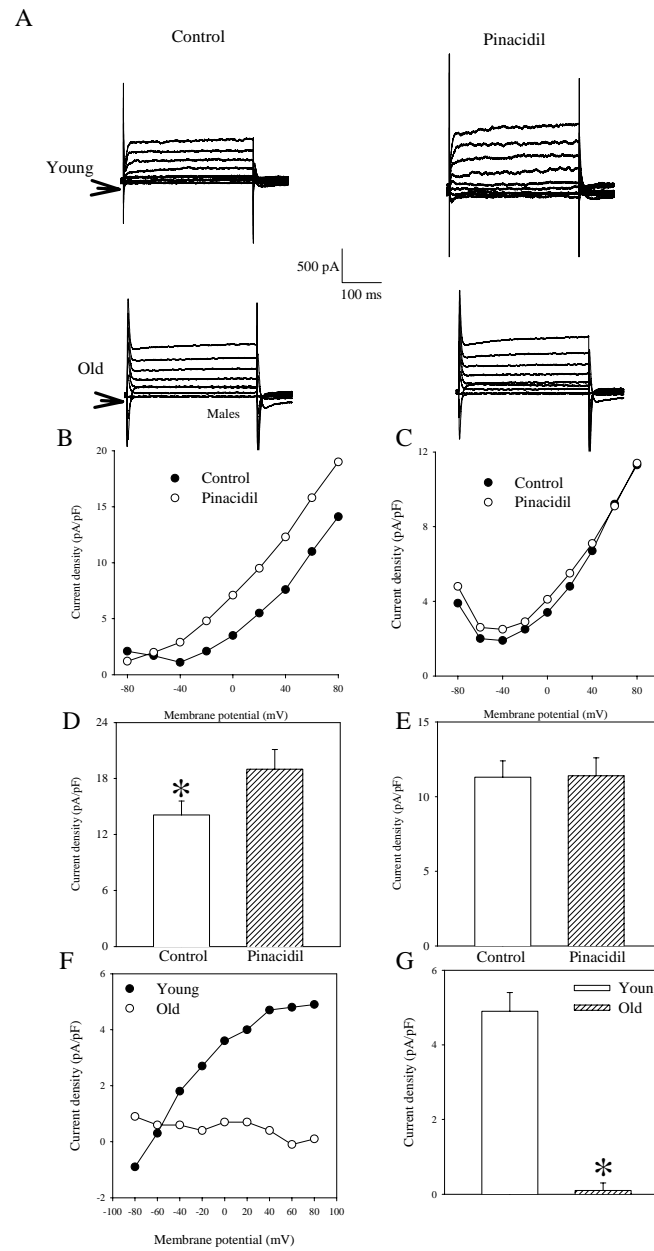 A
Control
Pinacidil
Young
500 pA
100 ms
Old
Males
B
20
15
10
5
0
Current density (pA/pF)
Control
Pinacidil
-80
-40
0
40
80
Membrane potential (mV)
C
12
8
4
0
Current density (pA/pF)
Control
Pinacidil
-80
-40
0
40
80
Membrane potential (mV)
D
24
18
12
6
0
Current density (pA/pF)
*
Control
Pinacidil
E
15
10
5
0
Current density (pA/pF)
Control
Pinacidil
F
6
4
2
0
-2
Current density (pA/pF)
Young
Old
-100 -80 -60 -40 -20 0 20 40 60 80 100
Membrane potential (mV)
G
6
4
2
0
Current density (pA/pF)
Youn
Old
*